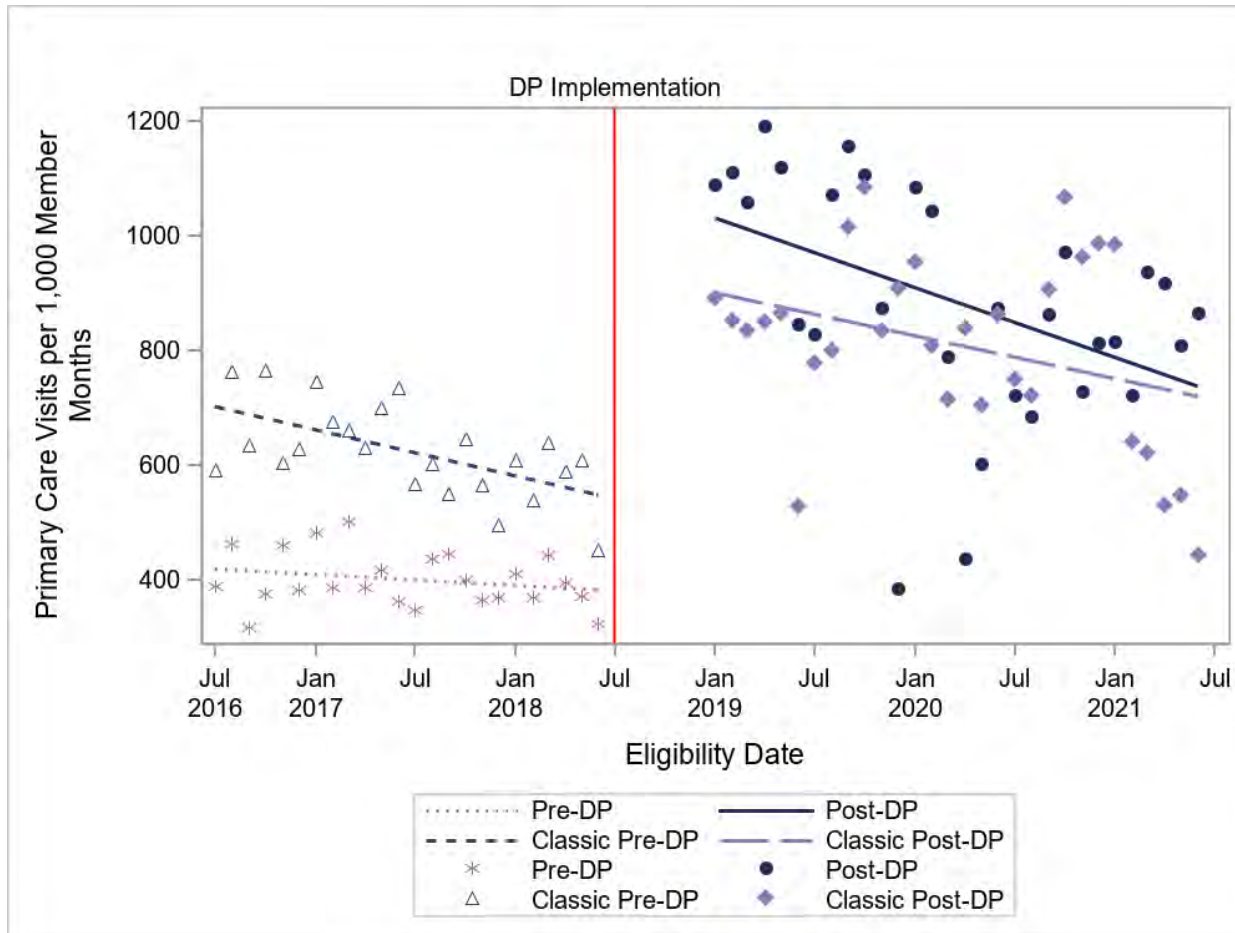 DP Implementation
1200
1000
800
600
400
Primary Care Visits per 1,000 Member
Months
Jul Jan Jul Jan Jul Jan Jul Jan Jul Jan Jul
2016 2017 2018 2019 2020 2021
Eligibility Date
Pre-DP Post-DP
Classic Pre-DP Classic Post-DP
Pre-DP Post-DP
Classic Pre-DP Classic Post-DP